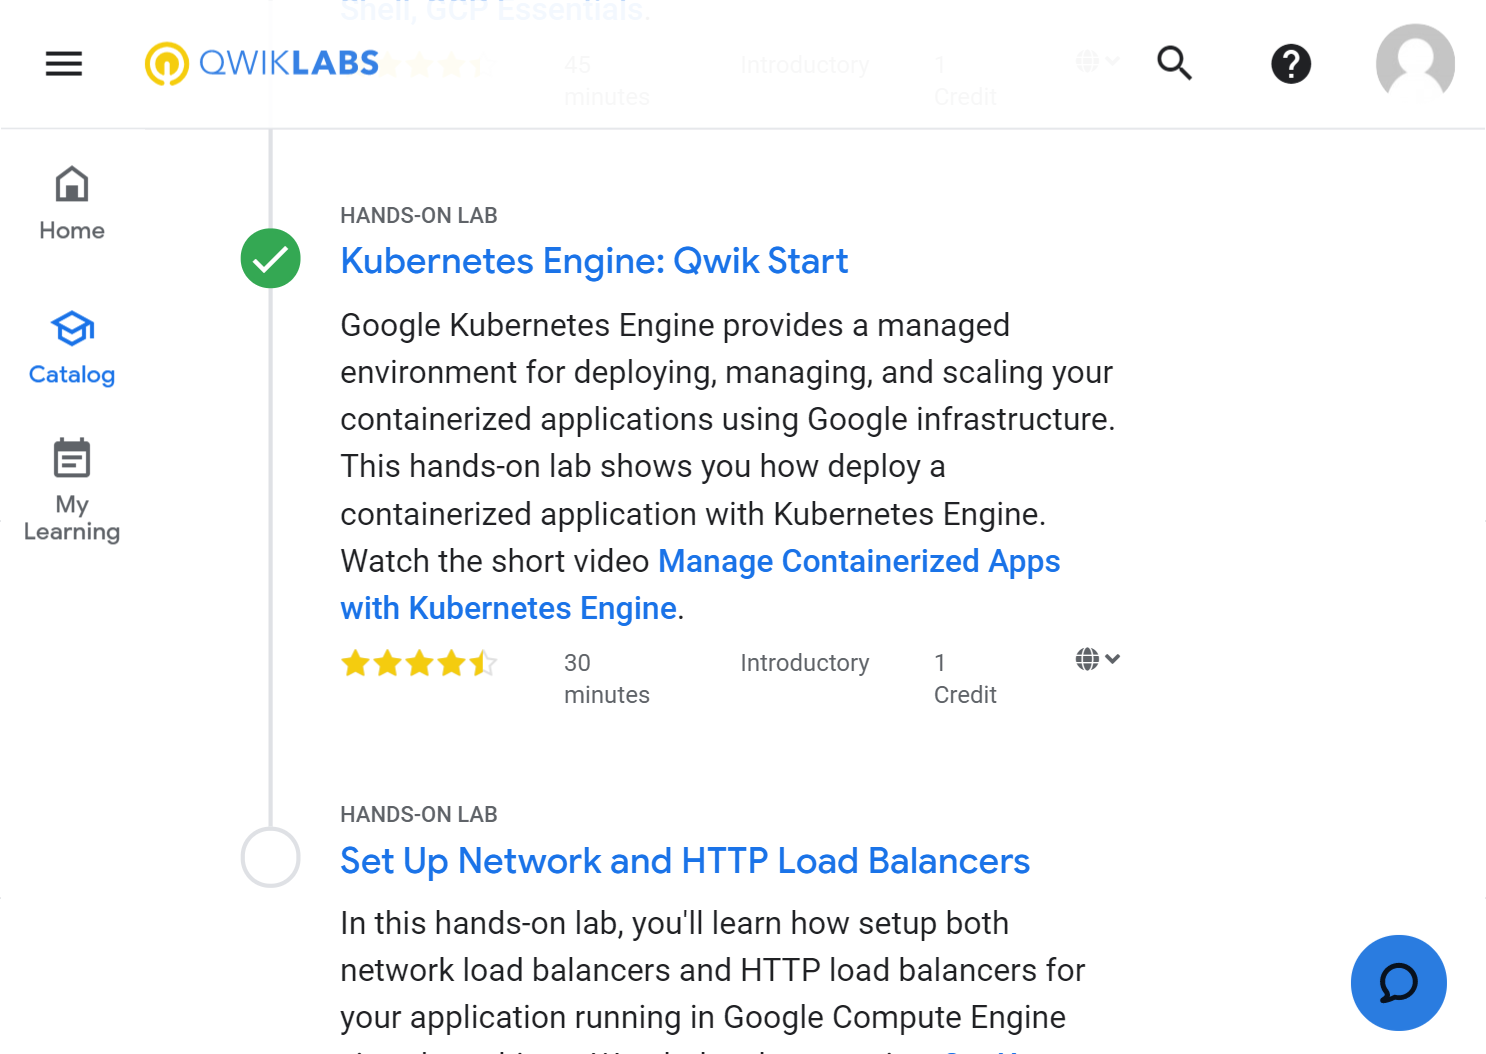 Shell, GCP Essentials.
QWIKLABS
45
minutes
Introductory
1
Credit
Home
Catalog
My
Learning
HANDS-ON LAB
Kubernetes Engine: Qwik Start
Google Kubernetes Engine provides a managed
environment for deploying, managing, and scaling your
containerized applications using Google infrastructure.
This hands-on lab shows you how deploy a
containerized application with Kubernetes Engine.
Watch the short video Manage Containerized Apps
with Kubernetes Engine.
30
minutes
Introductory
1
Credit
HANDS-ON LAB
Set Up Network and HTTP Load Balancers
In this hands-on lab, you'll learn how setup both
network load balancers and HTTP load balancers for
your application running in Google Compute Engine